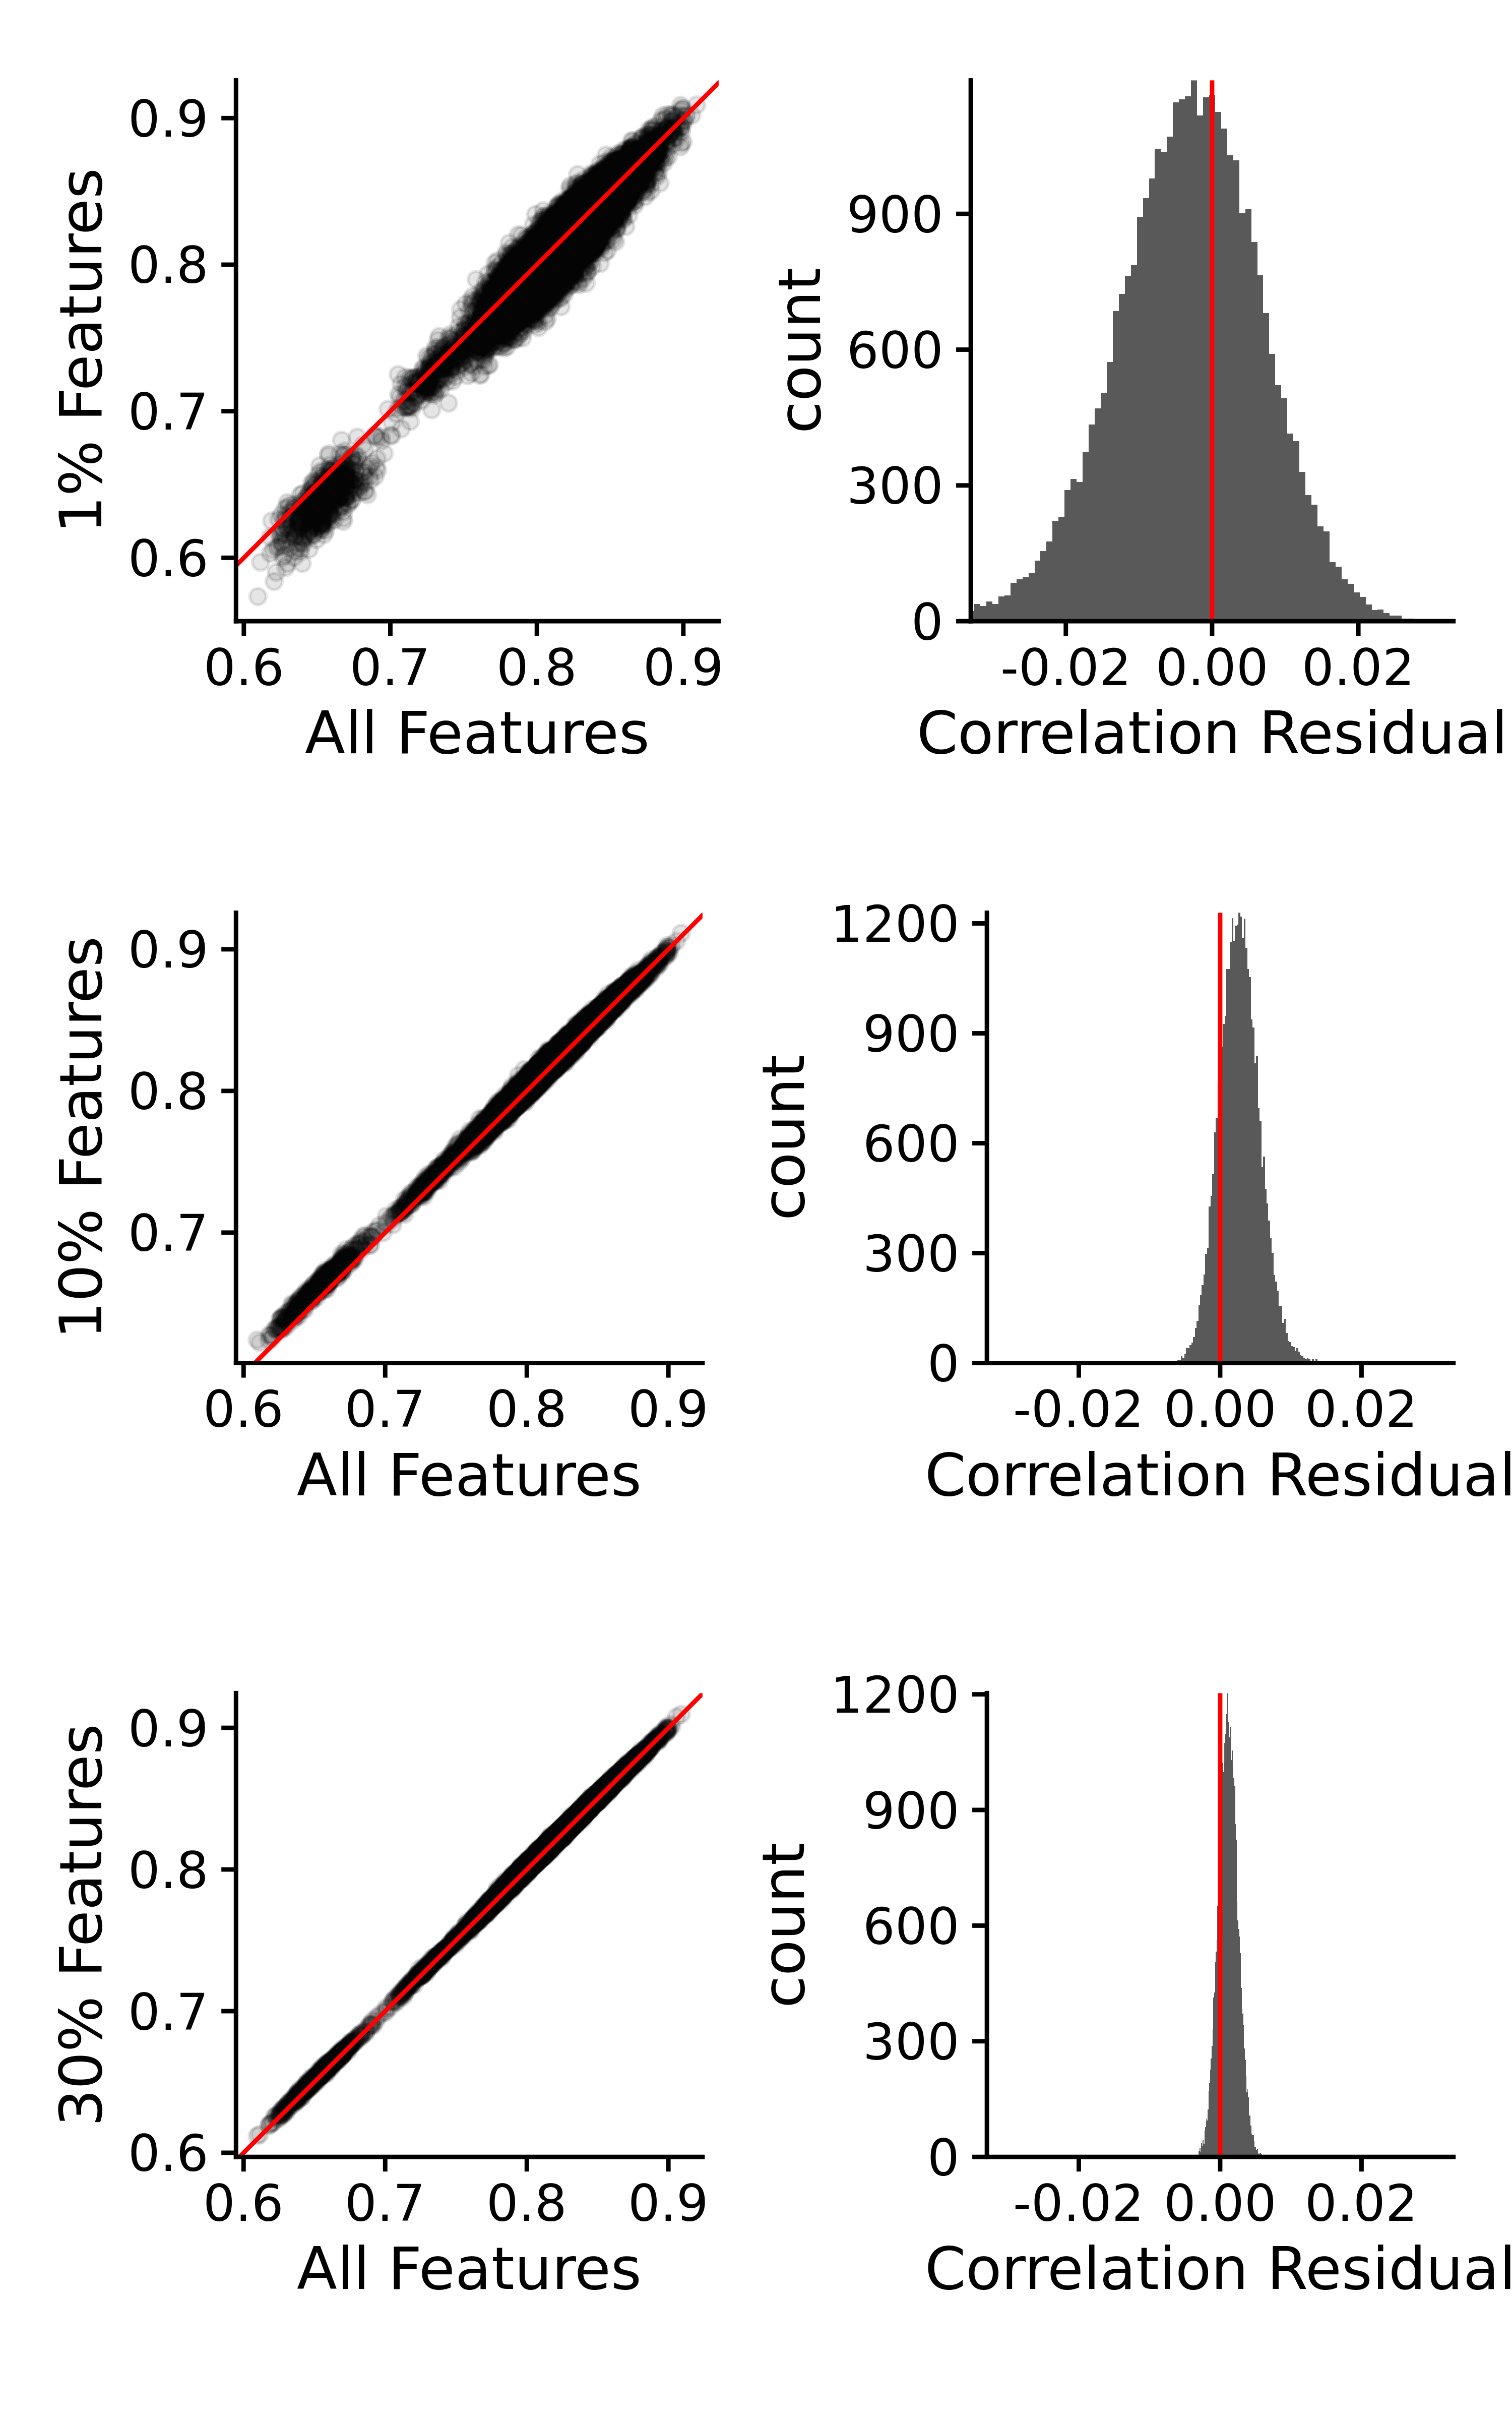 0.9
0.8
0.7
0.6
1% Features
0.6 0.7 0.8 0.9
All Features
900
600
300
0
count
-0.02 0.00 0.02
Correlation Residual
0.9
0.8
0.7
10% Features
0.6 0.7 0.8 0.9
All Features
1200
900
600
300
0
count
-0.02 0.00 0.02
Correlation Residual
0.9
0.8
0.7
0.6
30% Features
0.6 0.7 0.8 0.9
All Features
1200
900
600
300
0
count
-0.02 0.00 0.02
Correlation Residual